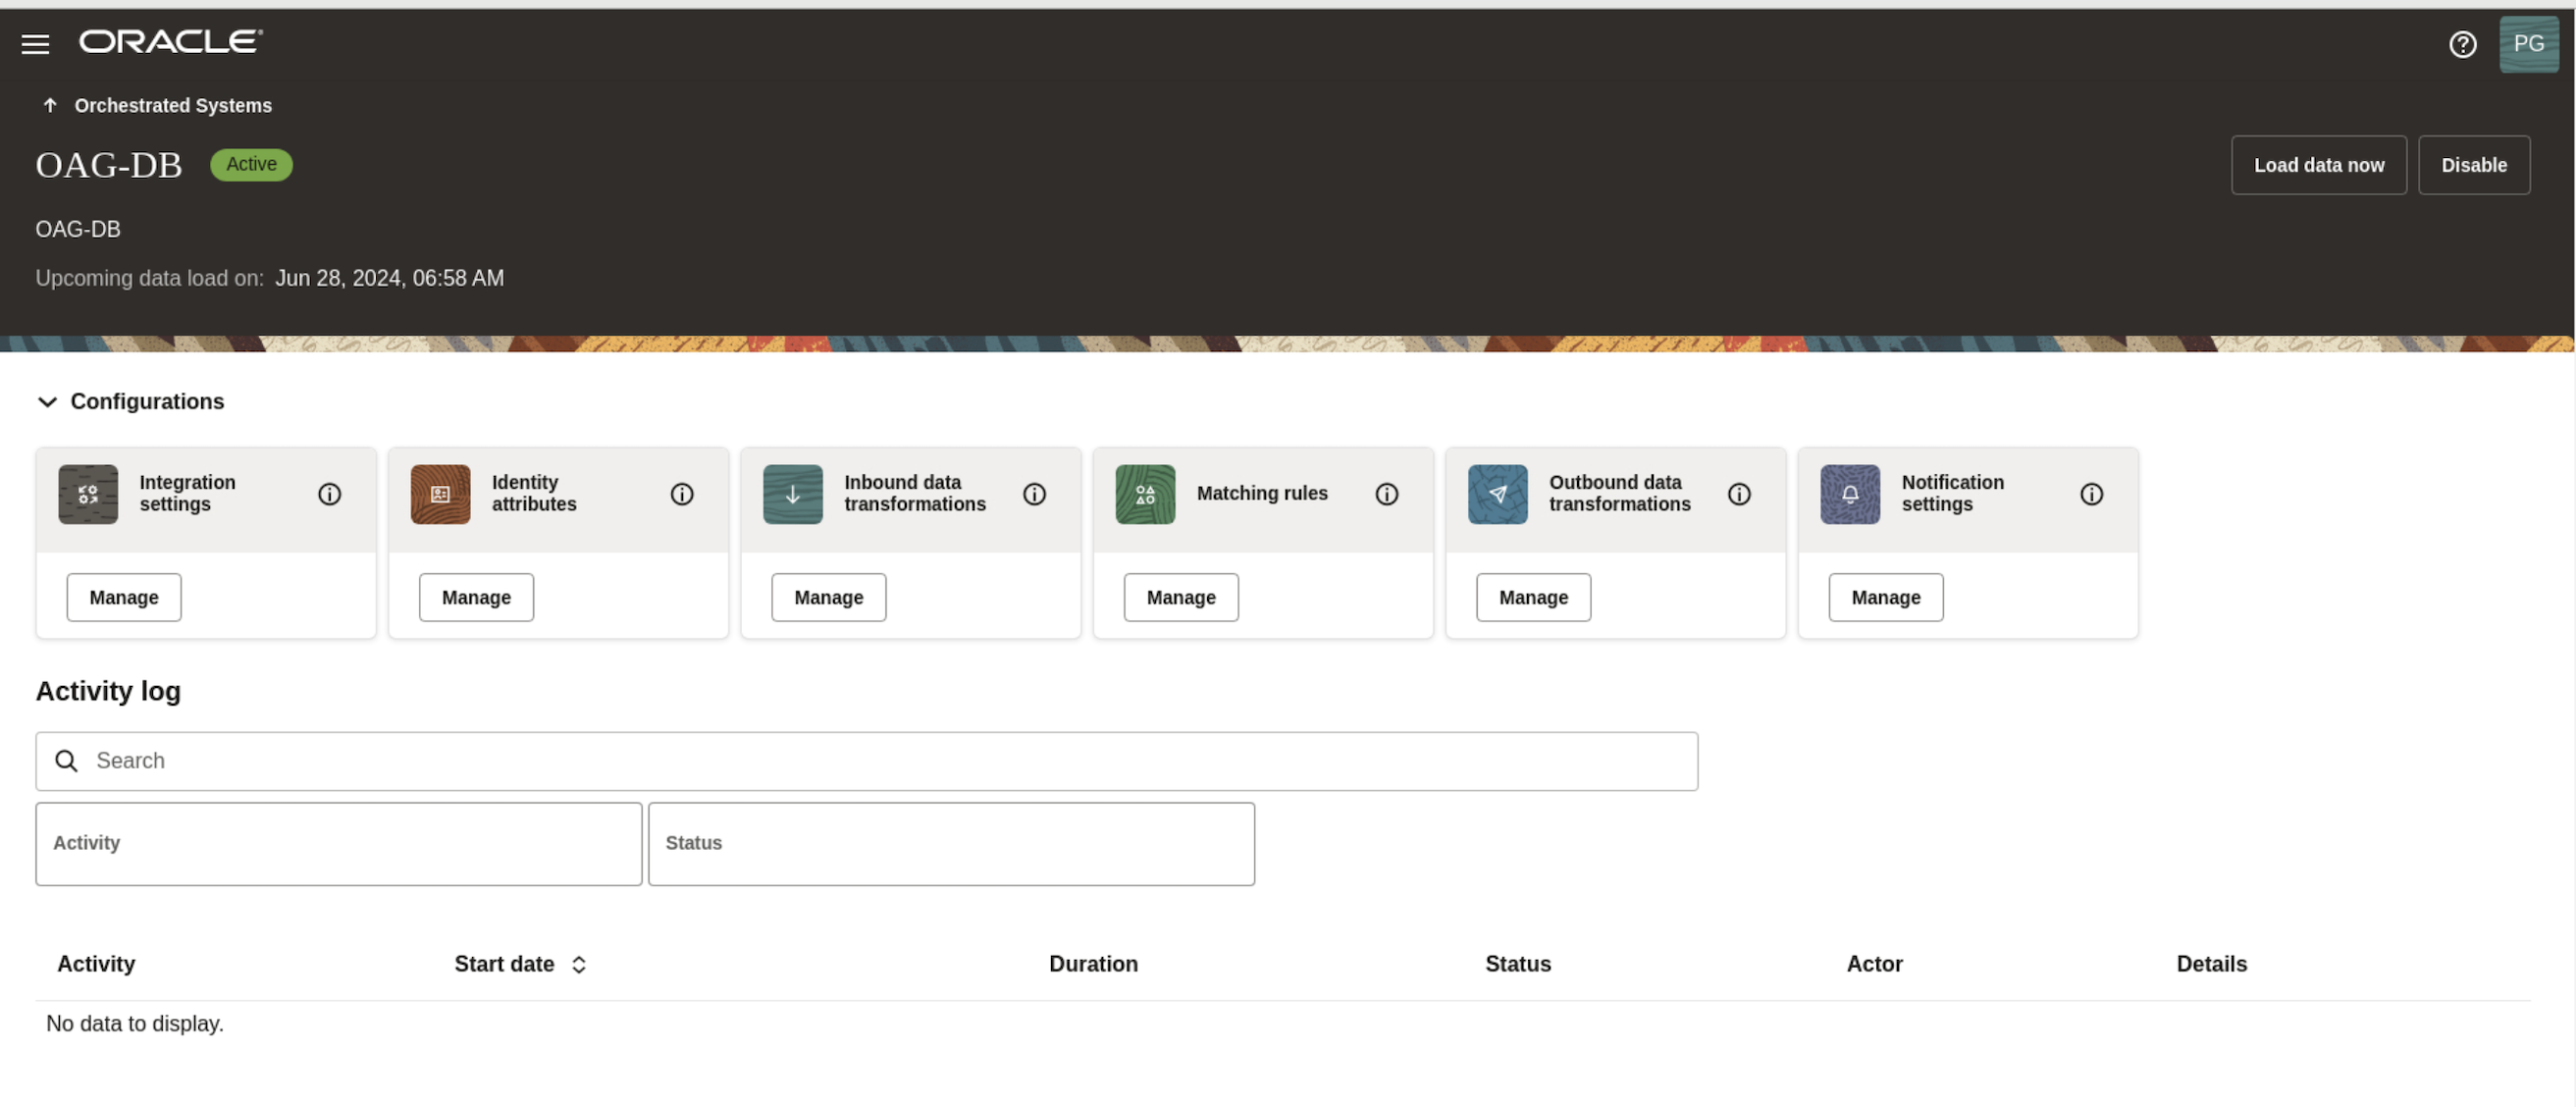 ORACLE
PG
Orchestrated Systems
OAG-DB Active
Load data now Disable
OAG-DB
Upcoming data load on: Jun 28, 2024, 06:58 AM
Configurations
Integration
settings
Identity
attributes
Inbound data
transformations
Matching rules
Outbound data
transformations
Notification
settings
Manage Manage Manage Manage Manage Manage
Activity log
Search
Activity Status
Activity Start date Duration Status Actor Details
No data to display.